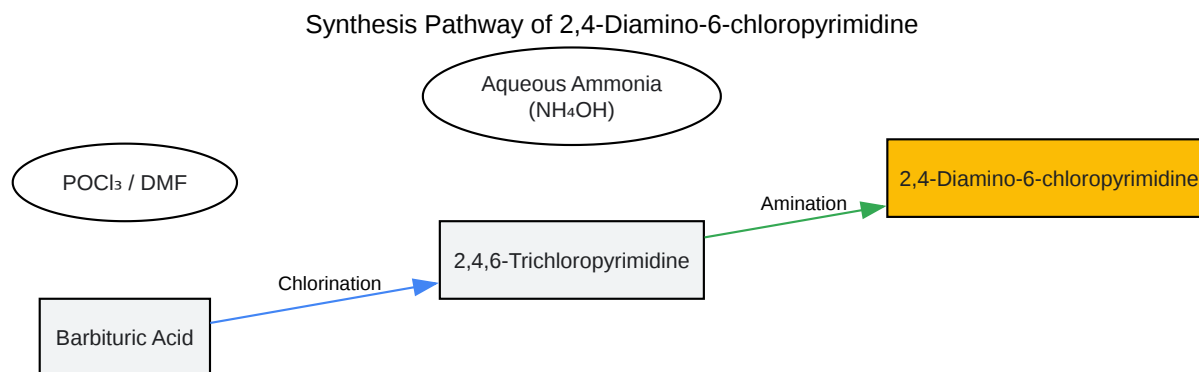 Synthesis Pathway of 2,4-Diamino-6-chloropyrimidine
Aqueous Ammonia
(NH₄OH)
POCl₃ / DMF
2,4-Diamino-6-chloropyrimidine
Amination
2,4,6-Trichloropyrimidine
Chlorination
Barbituric Acid